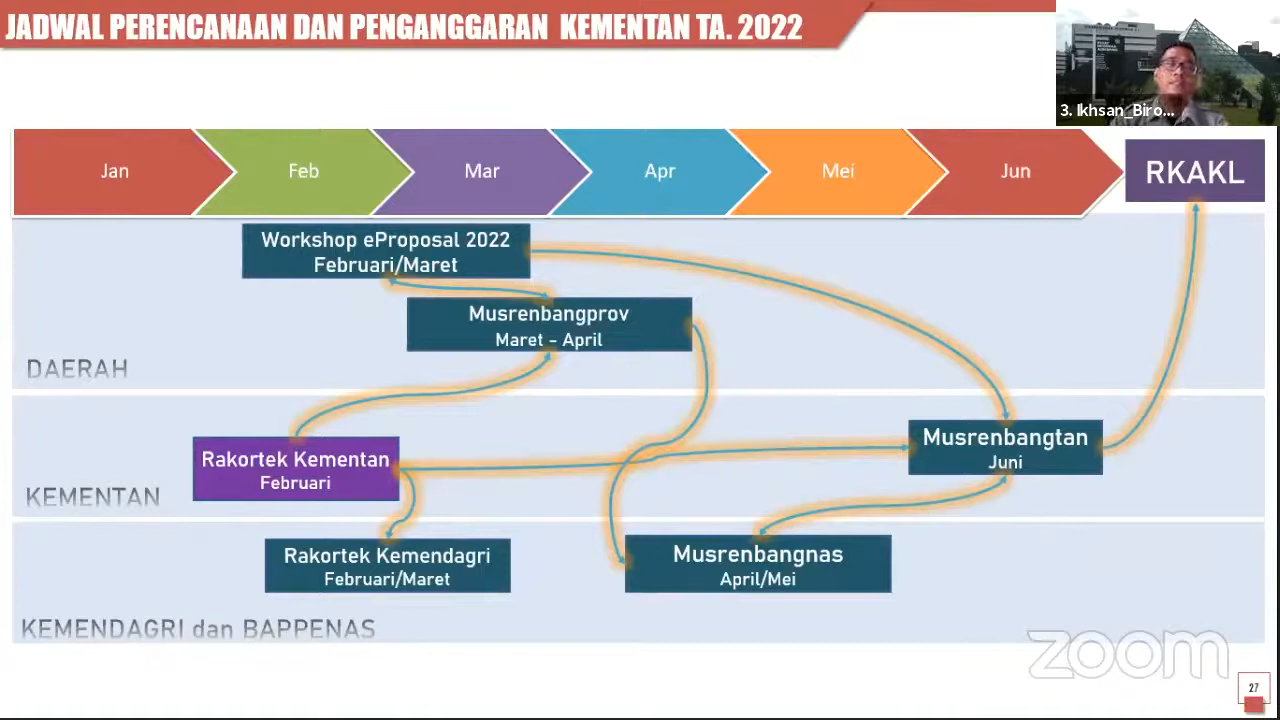 JADWAL PERENCANAAN DAN PENGANGGARAN KEMENTAN TA. 2022
3. Ikhsan_Biro...
Jan
Feb
Mar
Apr
Mei
Jun
RKAKL
Workshop eProposal 2022
Februari/Maret
Musrenbangprov
Maret - April
DAERAH
Musrenbangtan
Juni
Rakortek Kementan
Februari
KEMENTAN
Rakortek Kemendagri
Februari/Maret
Musrenbangnas
April/Mei
KEMENDAGRI dan BAPPENAS
zoom
27